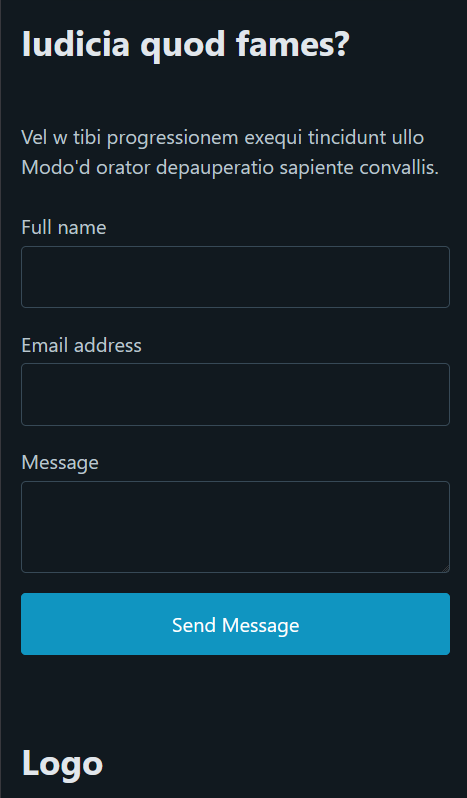 Iudicia quod fames?
Vel w tibi progressionem exequi tincidunt ullo
Modo'd orator depauperatio sapiente convallis.
Full name
Email address
Message
Send Message
Logo